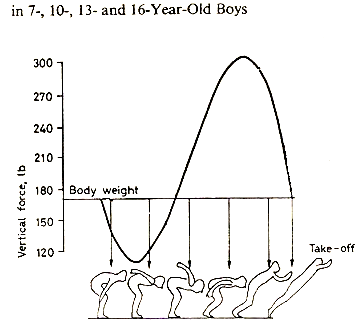 in 7-, 10-, 13- and 16-Year-Old Boys
300
270
240
210
180
150
120
Vertical force, lb
Body weight
Take-off